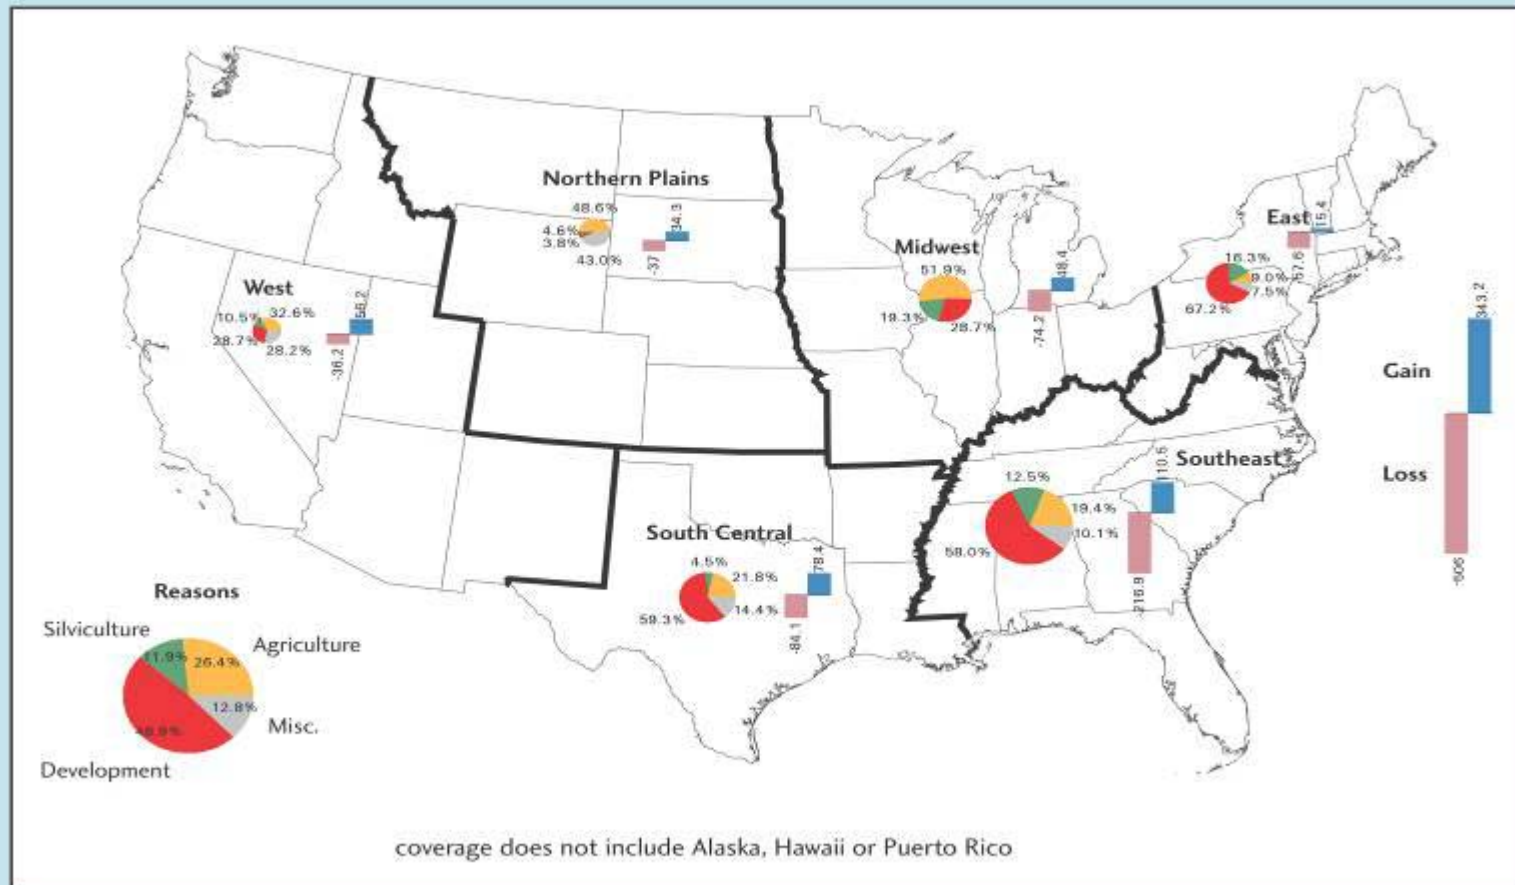 Northern Plains
48.6%
4.6%
3.8%
43.0%
34.3
-37
West
10.5%
32.6%
28.7%
28.2%
56.2
-36.2
Midwest
51.9%
19.3%
28.7%
48.4
-74.2
East
16.3%
9.0%
7.5%
67.2%
15.4
-57.6
Gain
343.2
Loss
-506
Southeast
12.5%
19.4%
10.1%
58.0%
110.5
-216.9
South Central
4.5%
21.8%
14.4%
59.3%
78.4
-84.1
Reasons
Silviculture
Agriculture
11.9%
26.4%
12.8%
Misc.
48.9%
Development
coverage does not include Alaska, Hawaii or Puerto Rico